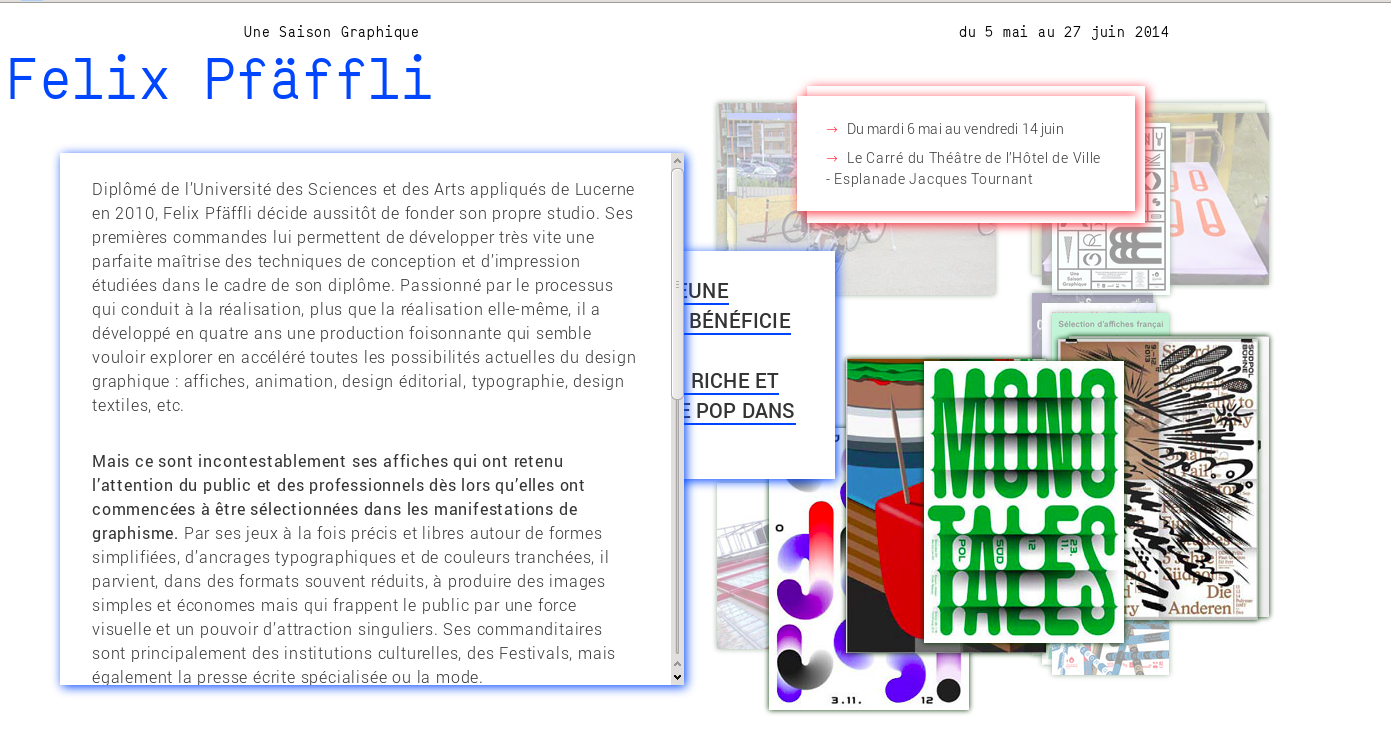 Une Saison Graphique
du 5 mai au 27 juin 2014
Felix Pfäffli
→ Du mardi 6 mai au vendredi 14 juin
→ Le Carré du Théâtre de l'Hôtel de Ville
- Esplanade Jacques Tournant
Diplômé de l'Université des Sciences et des Arts appliqués de Lucerne
en 2010, Felix Pfäffli décide aussitôt de fonder son propre studio. Ses
premières commandes lui permettent de développer très vite une
parfaite maîtrise des techniques de conception et d'impression
étudiées dans le cadre de son diplôme. Passionné par le processus
qui conduit à la réalisation, plus que la réalisation elle-même, il a
développé en quatre ans une production foisonnante qui semble
vouloir explorer en accéléré toutes les possibilités actuelles du design
graphique : affiches, animation, design éditorial, typographie, design
textiles, etc.
Mais ce sont incontestablement ses affiches qui ont retenu
l'attention du public et des professionnels dès lors qu'elles ont
commencées à être sélectionnées dans les manifestations de
graphisme. Par ses jeux à la fois précis et libres autour de formes
simplifiées, d'ancrages typographiques et de couleurs tranchées, il
parvient, dans des formats souvent réduits, à produire des images
simples et économes mais qui frappent le public par une force
visuelle et un pouvoir d'attraction singuliers. Ses commanditaires
sont principalement des institutions culturelles, des Festivals, mais
également la presse écrite spécialisée ou la mode.
EUNE
BÉNÉFICIE
RICHE ET
E POP DANS
Une
Saison
Graphique
Sélection d'affiches françai
MONO
TALES
23.
11.
12
SÜD
POL
9–12
2013
SÜDPOL
BÜHNE
Die
Anderen
3.11.
12